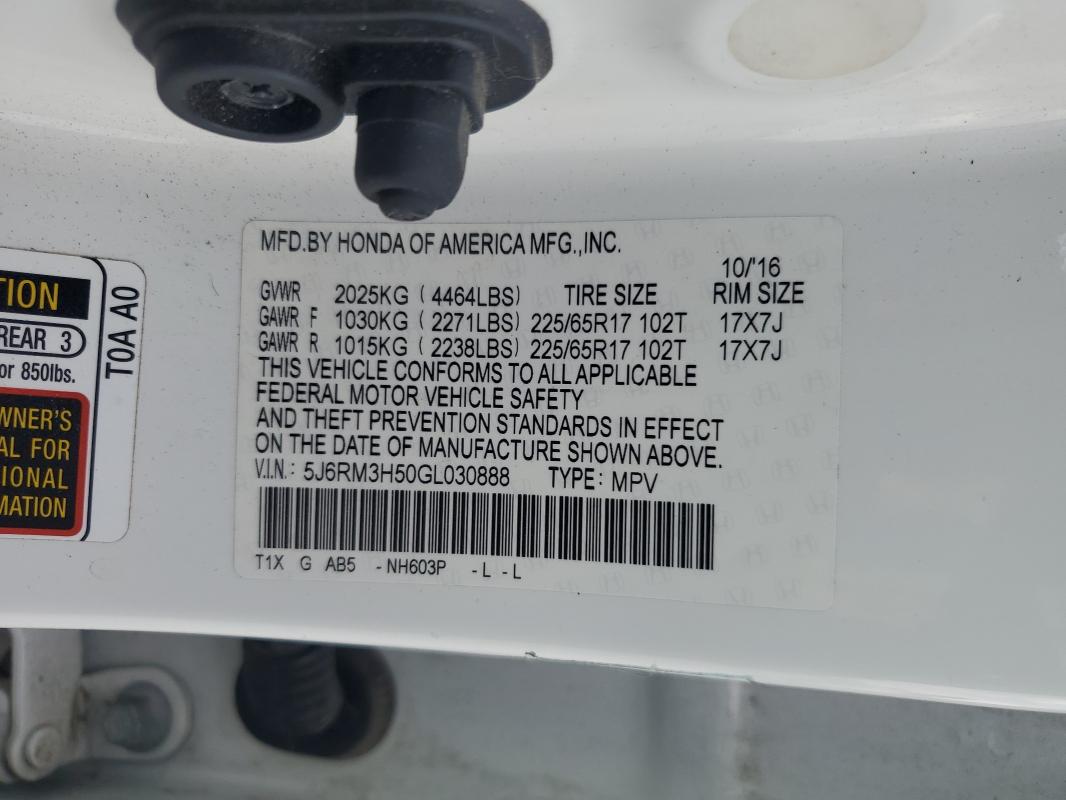 MFD.BY HONDA OF AMERICA MFG.,INC.
10/'16
GVWR 2025KG (4464LBS) TIRE SIZE RIM SIZE
GAWR F 1030KG (2271LBS) 225/65R17 102T 17X7J
GAWR R 1015KG (2238LBS) 225/65R17 102T 17X7J
THIS VEHICLE CONFORMS TO ALL APPLICABLE
FEDERAL MOTOR VEHICLE SAFETY
AND THEFT PREVENTION STANDARDS IN EFFECT
ON THE DATE OF MANUFACTURE SHOWN ABOVE.
V.I.N.: 5J6RM3H50GL030888 TYPE: MPV
T1X G AB5 -NH603P -L -L
TION
REAR 3
or 850lbs.
WNER'S
AL FOR
IONAL
MATION
T0A A0